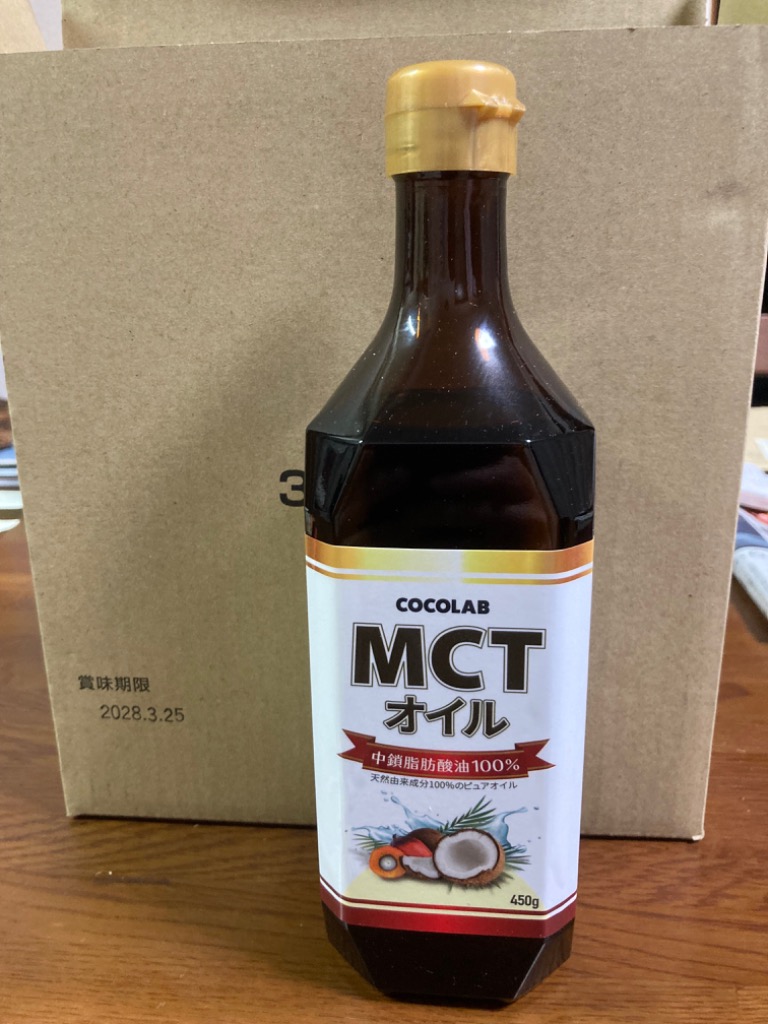 3
賞味期限
2028.3.25
COCOLAB
MCT
オイル
中鎖脂肪酸油100%
天然由来成分100%のピュアオイル
450g